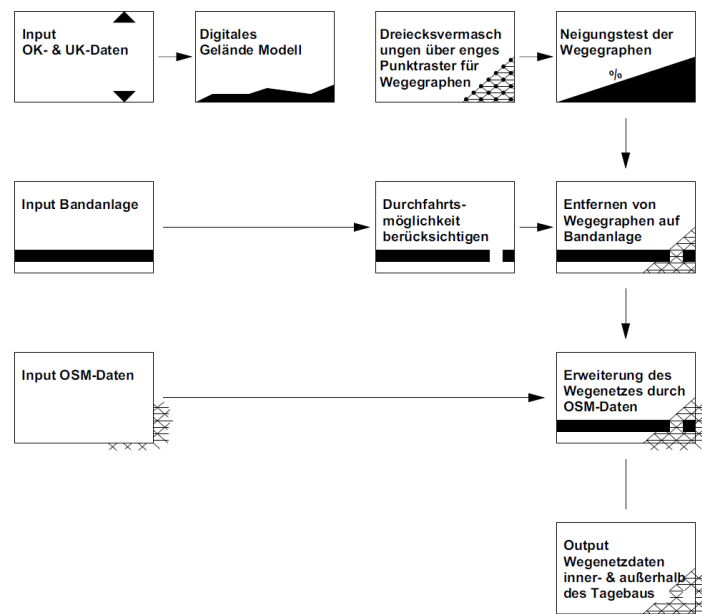 Input
OK- & UK-Daten
Digitales
Gelände Modell
Dreiecksvermasch
ungen über enges
Punktraster für
Wegegraphen
Neigungstest der
Wegegraphen
%
Input Bandanlage
Durchfahrts-
möglichkeit
berücksichtigen
Entfernen von
Wegegraphen auf
Bandanlage
Input OSM-Daten
Erweiterung des
Wegenetzes durch
OSM-Daten
Output
Wegenetzdaten
inner- & außerhalb
des Tagebaus